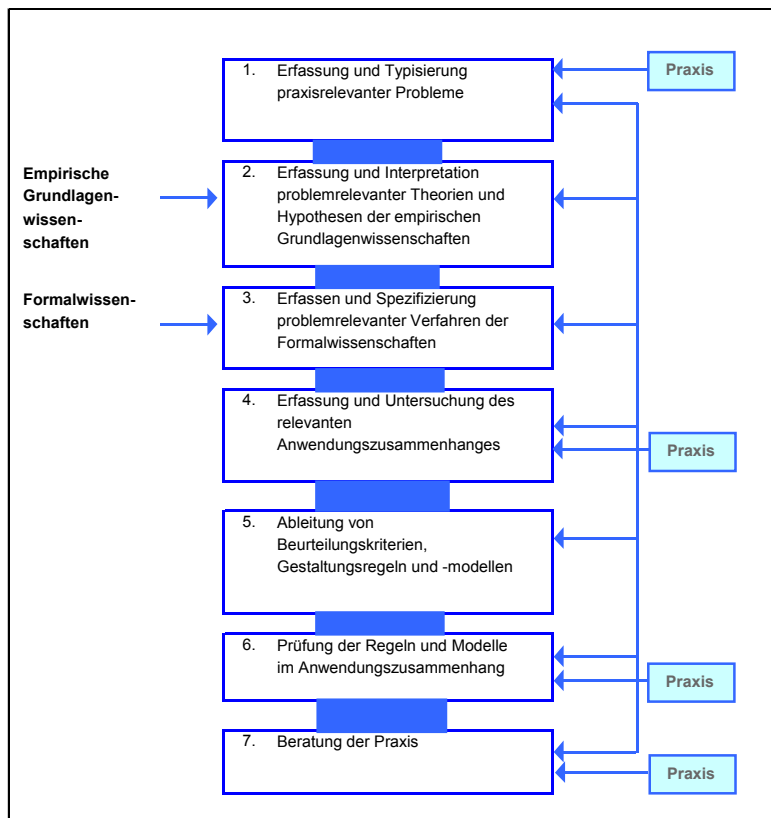 1. Erfassung und Typisierung
praxisrelevanter Probleme
Praxis
Empirische
Grundlagen-
wissen-
schaften
2. Erfassung und Interpretation
problemrelevanter Theorien und
Hypothesen der empirischen
Grundlagenwissenschaften
Formalwissen-
schaften
3. Erfassen und Spezifizierung
problemrelevanter Verfahren der
Formalwissenschaften
4. Erfassung und Untersuchung des
relevanten
Anwendungszusammenhanges
Praxis
5. Ableitung von
Beurteilungskriterien,
Gestaltungsregeln und -modellen
6. Prüfung der Regeln und Modelle
im Anwendungszusammenhang
Praxis
7. Beratung der Praxis
Praxis